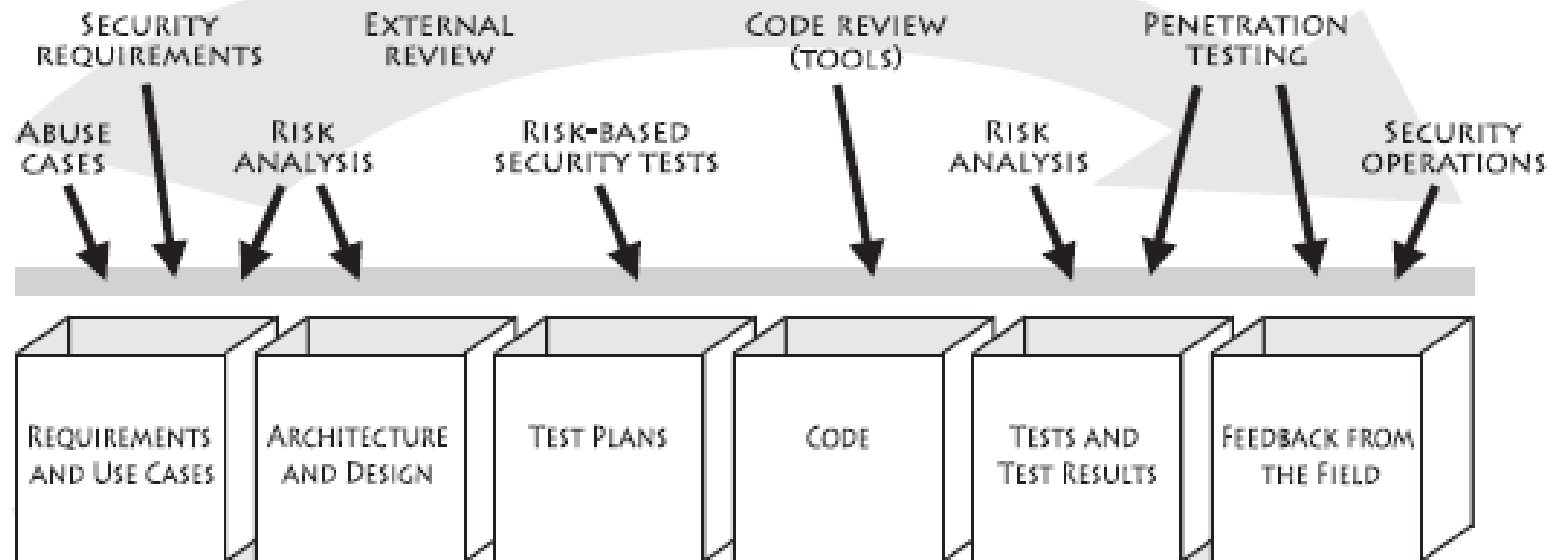 SECURITY
REQUIREMENTS
EXTERNAL
REVIEW
CODE REVIEW
(TOOLS)
PENETRATION
TESTING
ABUSE
CASES
RISK
ANALYSIS
RISK-BASED
SECURITY TESTS
RISK
ANALYSIS
SECURITY
OPERATIONS
REQUIREMENTS
AND USE CASES
ARCHITECTURE
AND DESIGN
TEST PLANS
CODE
TESTS AND
TEST RESULTS
FEEDBACK FROM
THE FIELD